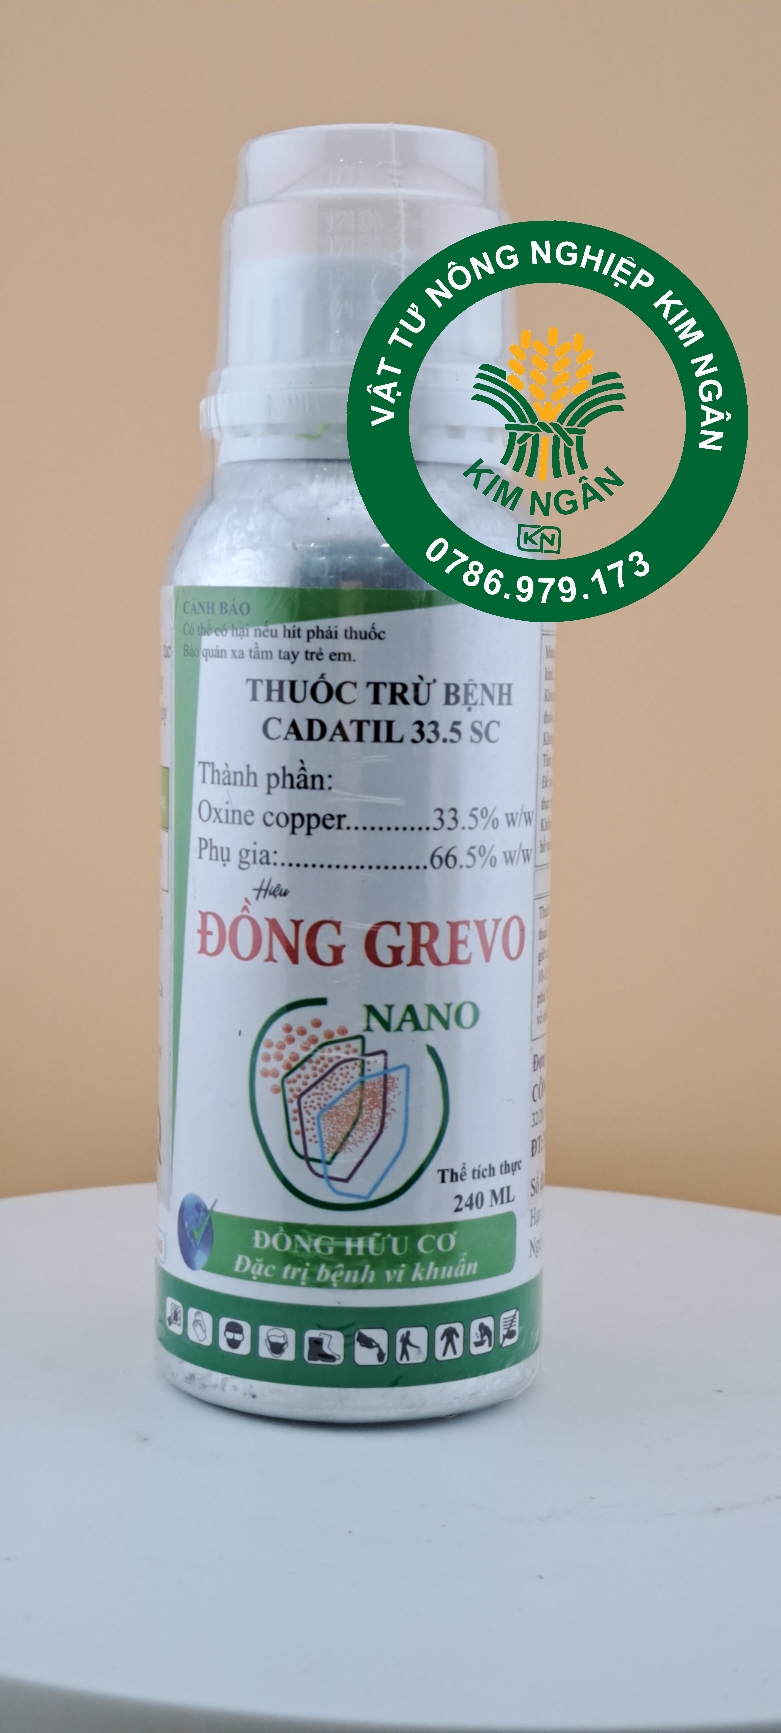 VẬT TƯ NÔNG NGHIỆP KIM NGÂN
KIM NGÂN
KN
0786.979.173
CẢNH BÁO
Có thể có hại nếu hít phải thuốc
Bảo quản xa tầm tay trẻ em.
THUỐC TRỪ BỆNH
CADATIL 33.5 SC
Thành phần:
Oxine copper...........33.5% w/w
Phụ gia:...................66.5% w/w
Hiệu
ĐỒNG GREVO
NANO
Thể tích thực
240 ML
ĐỒNG HỮU CƠ
Đặc trị bệnh vi khuẩn